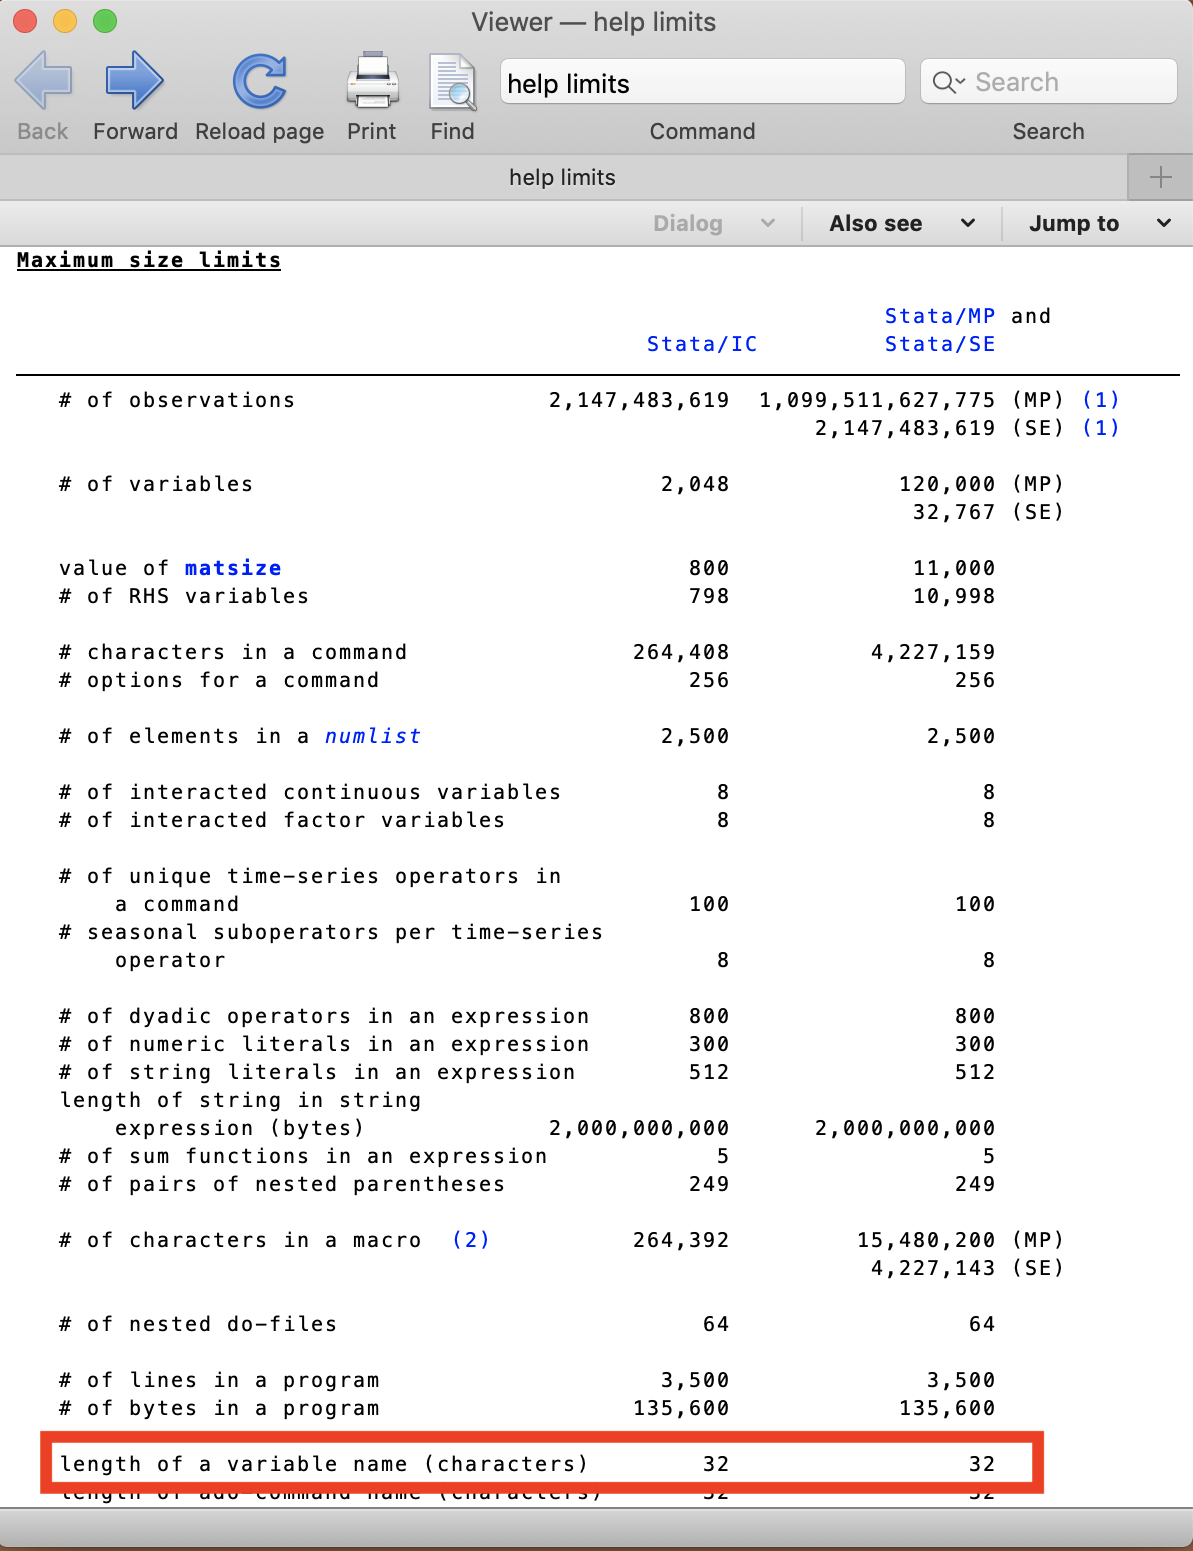 Viewer — help limits
help limits
Search
Back Forward Reload page Print Find Command Search
help limits
Dialog Also see Jump to
Maximum size limits
Stata/MP and
Stata/IC Stata/SE
# of observations 2,147,483,619 1,099,511,627,775 (MP) (1)
2,147,483,619 (SE) (1)
# of variables 2,048 120,000 (MP)
32,767 (SE)
value of matsize 800 11,000
# of RHS variables 798 10,998
# characters in a command 264,408 4,227,159
# options for a command 256 256
# of elements in a numlist 2,500 2,500
# of interacted continuous variables 8 8
# of interacted factor variables 8 8
# of unique time-series operators in
a command 100 100
# seasonal suboperators per time-series
operator 8 8
# of dyadic operators in an expression 800 800
# of numeric literals in an expression 300 300
# of string literals in an expression 512 512
length of string in string
expression (bytes) 2,000,000,000 2,000,000,000
# of sum functions in an expression 5 5
# of pairs of nested parentheses 249 249
# of characters in a macro (2) 264,392 15,480,200 (MP)
4,227,143 (SE)
# of nested do-files 64 64
# of lines in a program 3,500 3,500
# of bytes in a program 135,600 135,600
length of a variable name (characters) 32 32
length of ado-command name (characters) 32 32